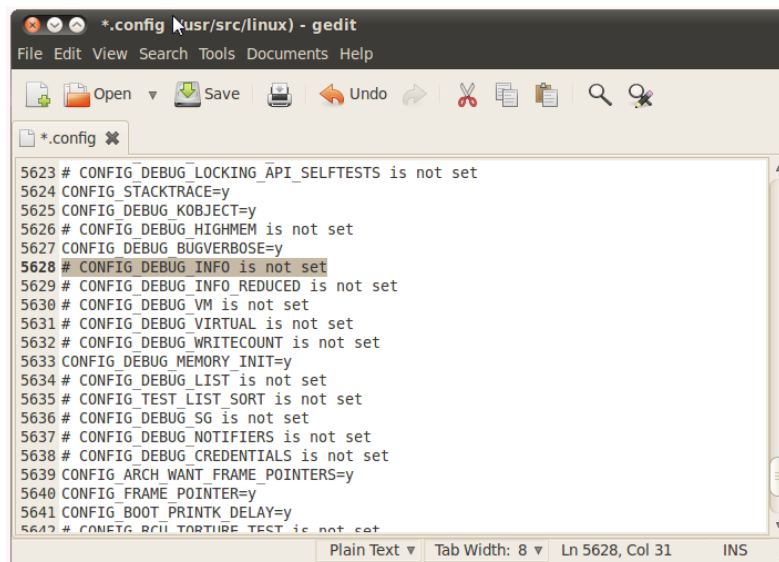 *.config (/usr/src/linux) - gedit
File Edit View Search Tools Documents Help
Open Save Undo
*.config
5623 # CONFIG_DEBUG_LOCKING_API_SELFTESTS is not set
5624 CONFIG_STACKTRACE=y
5625 CONFIG_DEBUG_KOBJECT=y
5626 # CONFIG_DEBUG_HIGHMEM is not set
5627 CONFIG_DEBUG_BUGVERBOSE=y
5628 # CONFIG_DEBUG_INFO is not set
5629 # CONFIG_DEBUG_INFO_REDUCED is not set
5630 # CONFIG_DEBUG_VM is not set
5631 # CONFIG_DEBUG_VIRTUAL is not set
5632 # CONFIG_DEBUG_WRITECOUNT is not set
5633 CONFIG_DEBUG_MEMORY_INIT=y
5634 # CONFIG_DEBUG_LIST is not set
5635 # CONFIG_TEST_LIST_SORT is not set
5636 # CONFIG_DEBUG_SG is not set
5637 # CONFIG_DEBUG_NOTIFIERS is not set
5638 # CONFIG_DEBUG_CREDENTIALS is not set
5639 CONFIG_ARCH_WANT_FRAME_POINTERS=y
5640 CONFIG_FRAME_POINTER=y
5641 CONFIG_BOOT_PRINTK_DELAY=y
5642 # CONFIG_RCU_TORTURE_TEST is not set
Plain Text Tab Width: 8 Ln 5628, Col 31 INS